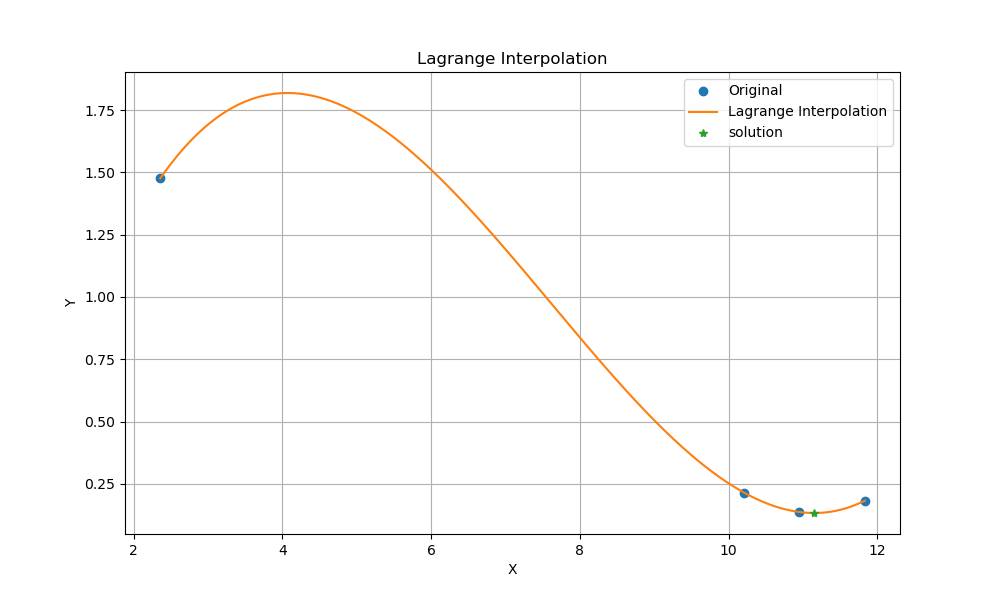 Lagrange Interpolation
Original
Lagrange Interpolation
solution
1.75
1.50
1.25
1.00
0.75
0.50
0.25
Y
2 4 6 8 10 12
X